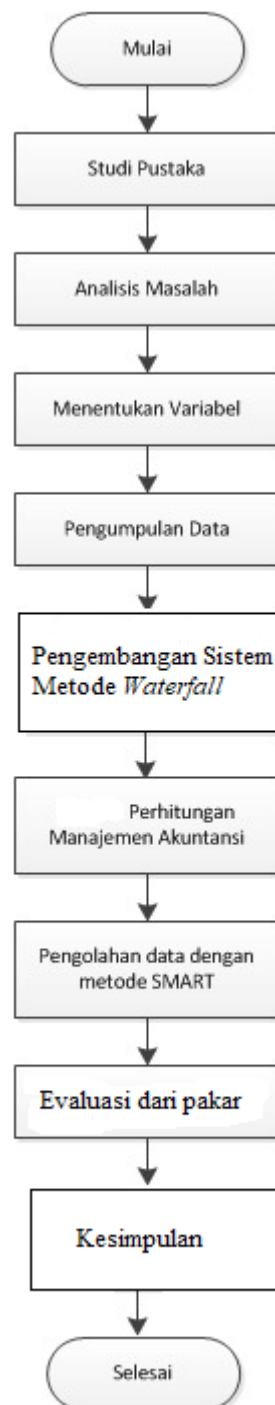 Mulai
Studi Pustaka
Analisis Masalah
Menentukan Variabel
Pengumpulan Data
Pengembangan Sistem
Metode Waterfall
Perhitungan
Manajemen Akuntansi
Pengolahan data dengan
metode SMART
Evaluasi dari pakar
Kesimpulan
Selesai